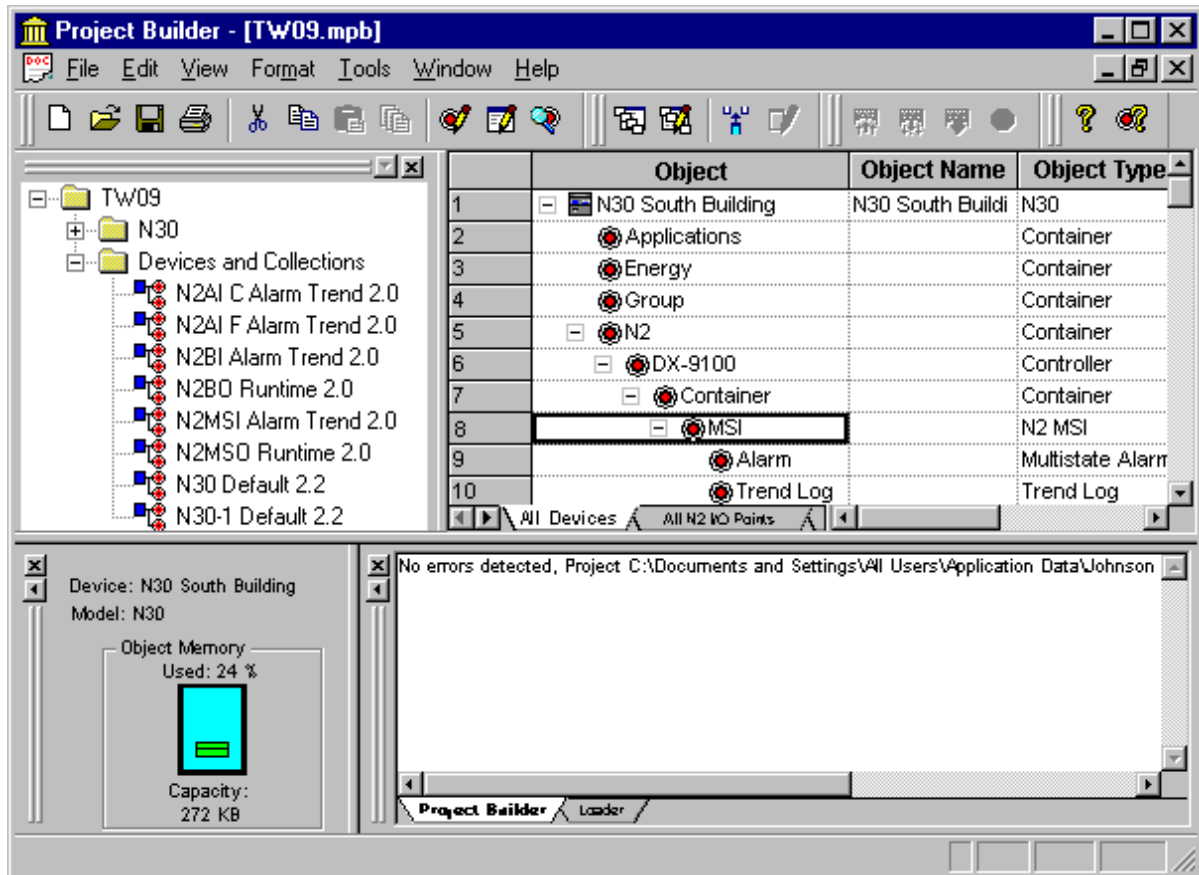 Project Builder - [TW09.mpb]
DOC File Edit View Format Tools Window Help
TW09
N30
Devices and Collections
N2AI C Alarm Trend 2.0
N2AI F Alarm Trend 2.0
N2BI Alarm Trend 2.0
N2BO Runtime 2.0
N2MSI Alarm Trend 2.0
N2MSO Runtime 2.0
N30 Default 2.2
N30-1 Default 2.2
Object Object Name Object Type
1 N30 South Building N30 South Buildi N30
2 Applications Container
3 Energy Container
4 Group Container
5 N2 Container
6 DX-9100 Controller
7 Container Container
8 MSI N2 MSI
9 Alarm Multistate Alarm
10 Trend Log Trend Log
All Devices All N2 I/O Points
Device: N30 South Building
Model: N30
Object Memory
Used: 24 %
Capacity:
272 KB
No errors detected, Project C:\Documents and Settings\All Users\Application Data\Johnson
Project Builder Loader